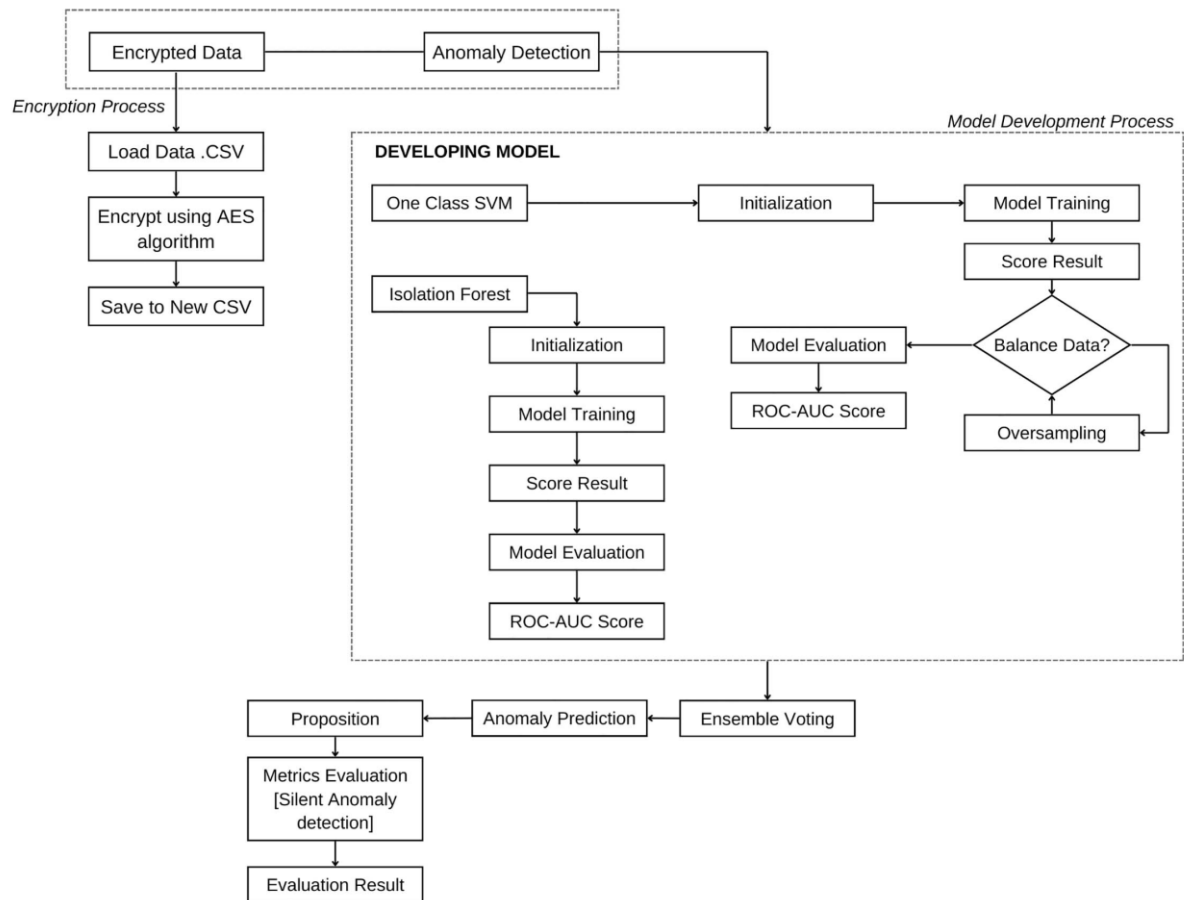 Encrypted Data
Anomaly Detection
Encryption Process
Model Development Process
Load Data .CSV
Encrypt using AES
algorithm
Save to New CSV
DEVELOPING MODEL
One Class SVM
Initialization
Model Training
Score Result
Balance Data?
Oversampling
Model Evaluation
ROC-AUC Score
Isolation Forest
Initialization
Model Training
Score Result
Model Evaluation
ROC-AUC Score
Ensemble Voting
Anomaly Prediction
Proposition
Metrics Evaluation
[Silent Anomaly
detection]
Evaluation Result